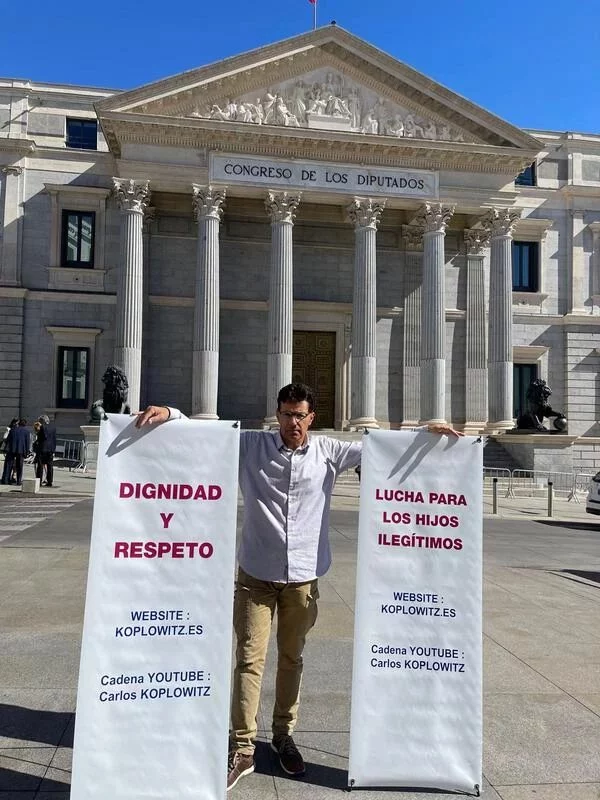 CONGRESO DE LOS DIPUTADOS
DIGNIDAD
Y
RESPETO
WEBSITE :
KOPLOWITZ.ES
Cadena YOUTUBE :
Carlos KOPLOWITZ
LUCHA PARA
LOS HIJOS
ILEGÍTIMOS
WEBSITE :
KOPLOWITZ.ES
Cadena YOUTUBE :
Carlos KOPLOWITZ